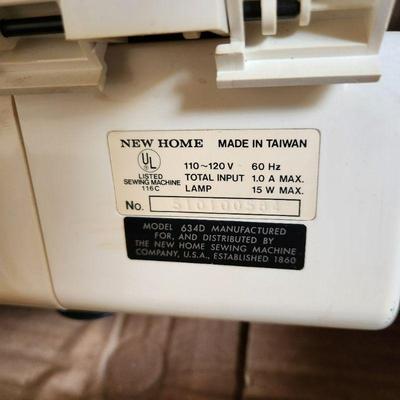 NEW HOME MADE IN TAIWAN
UL
LISTED
SEWING MACHINE
116C
110~120 V 60 Hz
TOTAL INPUT 1.0 A MAX.
LAMP 15 W MAX.
No.
MODEL 634D MANUFACTURED
FOR, AND DISTRIBUTED BY
THE NEW HOME SEWING MACHINE
COMPANY, U.S.A., ESTABLISHED 1860